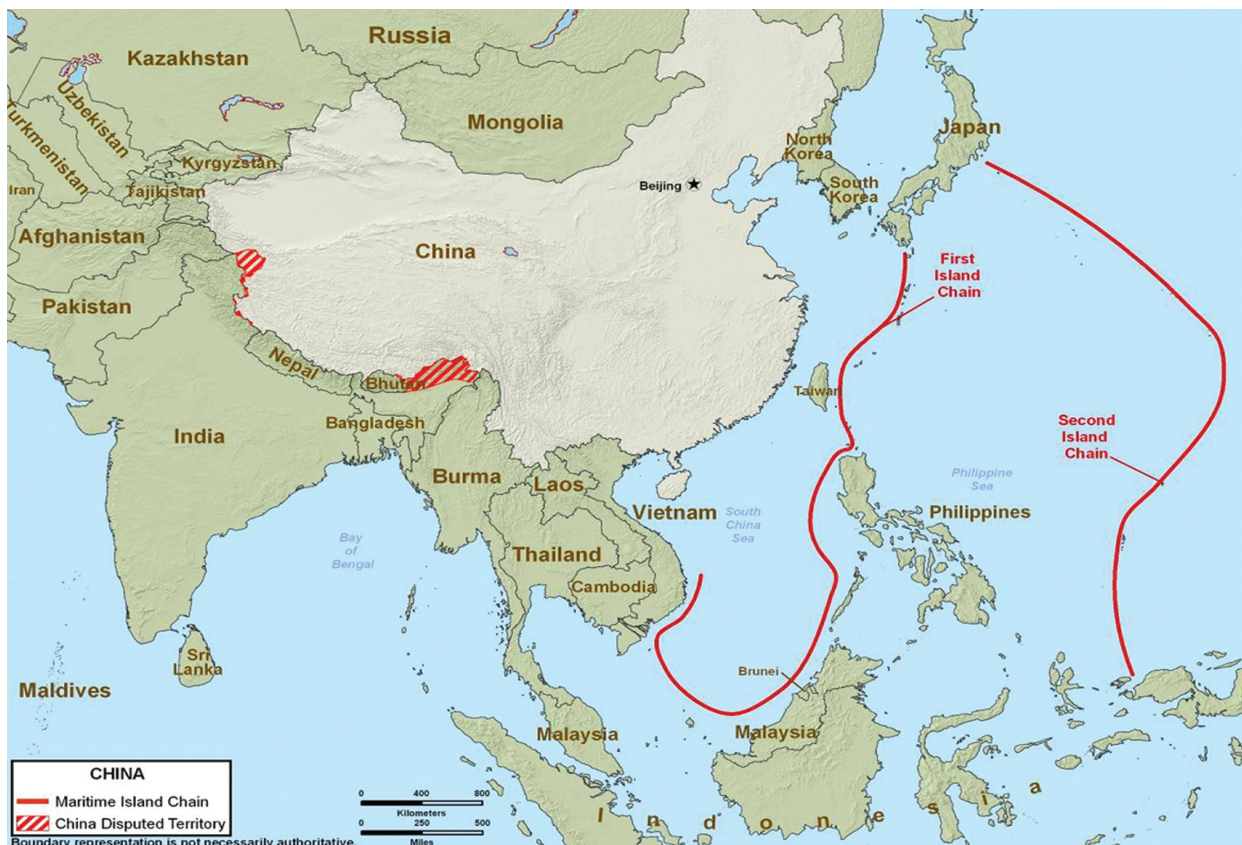 Russia
Kazakhstan
Mongolia
Uzbekistan
Turkmenistan
Kyrgyzstan
Tajikistan
Iran
Afghanistan
Pakistan
North
Korea
South
Korea
Japan
Beijing
China
First
Island
Chain
Nepal
Bhutan
Bangladesh
India
Burma
Laos
Vietnam
Thailand
Cambodia
Taiwan
South
China
Sea
Bay
of
Bengal
Philippine
Sea
Philippines
Second
Island
Chain
Sri
Lanka
Maldives
Brunei
Malaysia
Malaysia
Indonesia
CHINA
Maritime Island Chain
China Disputed Territory
Boundary representation is not necessarily authoritative.
0 400 800
Kilometers
0 250 500
Miles